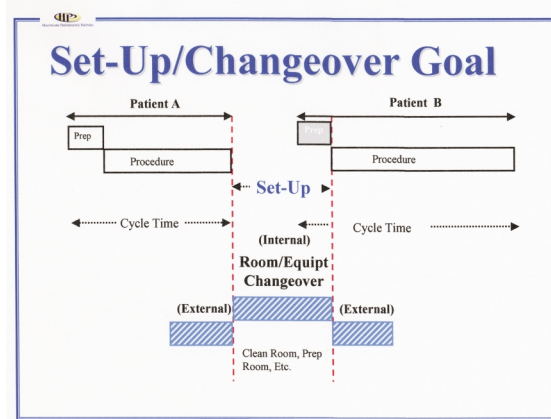 HPP
Set-Up/Changeover Goal
Patient A
Patient B
Prep
Prep
Procedure
Procedure
Set-Up
Cycle Time
Cycle Time
(Internal)
Room/Equipt
Changeover
(External)
(External)
Clean Room, Prep
Room, Etc.